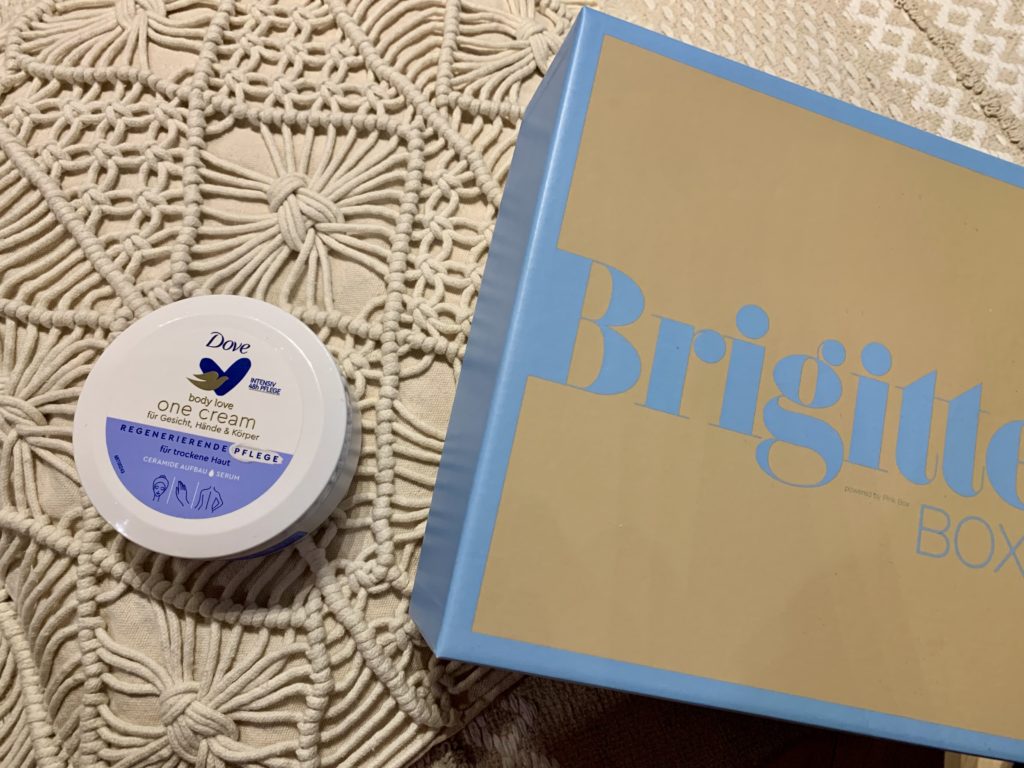 Dove
INTENSIV
48h PFLEGE
body love
one cream
für Gesicht, Hände & Körper
REGENERIERENDE PFLEGE
für trockene Haut
CERAMIDE AUFBAU SERUM
Brigitte
powered by Pink Box
BOX